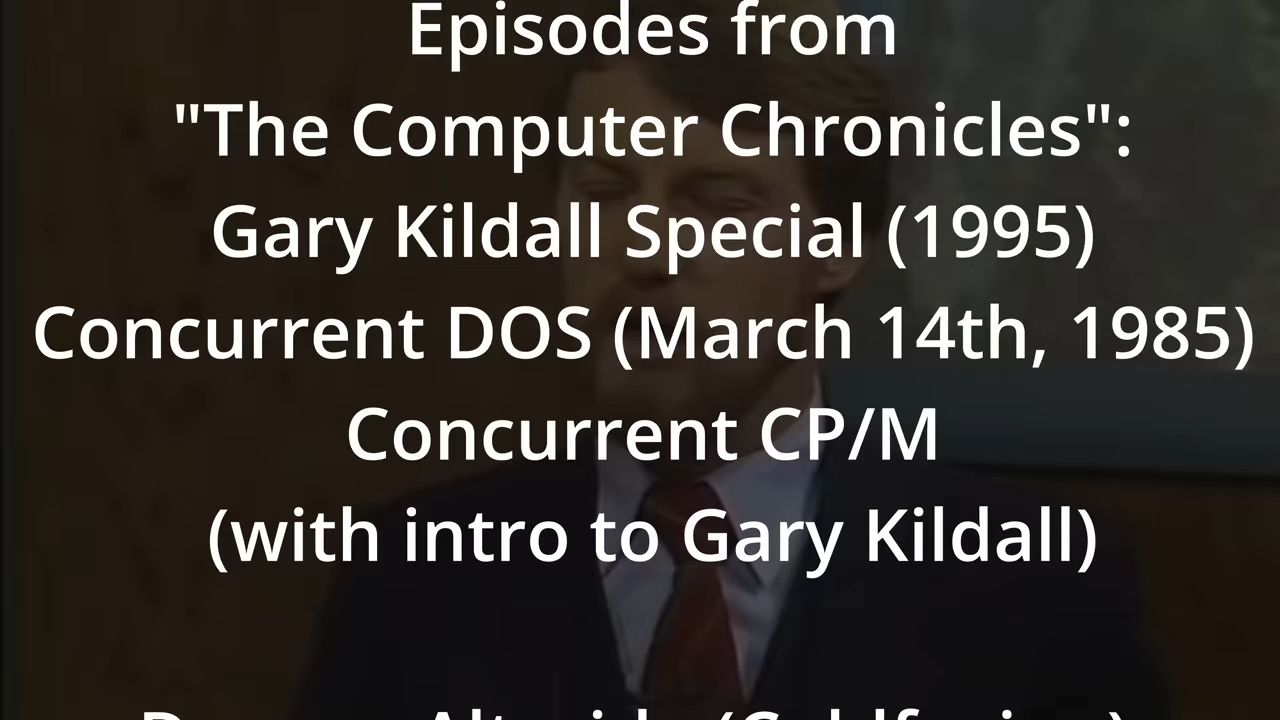 Episodes from
"The Computer Chronicles":
Gary Kildall Special (1995)
Concurrent DOS (March 14th, 1985)
Concurrent CP/M
(with intro to Gary Kildall)